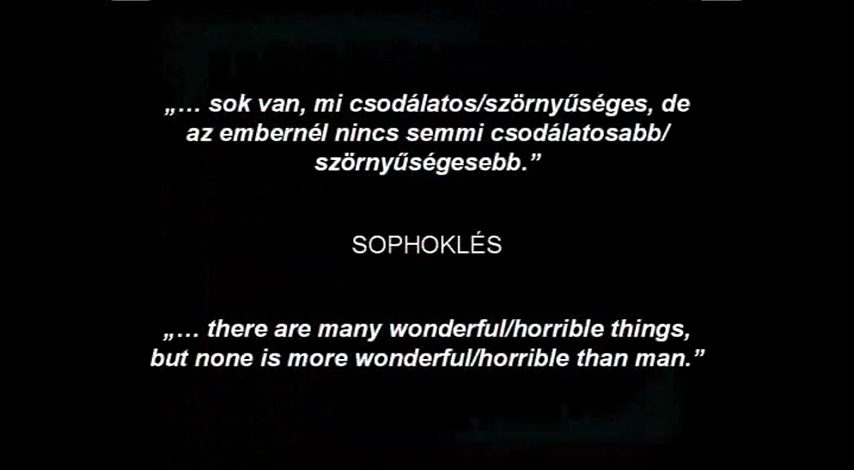 „… sok van, mi csodálatos/szörnyűséges, de
az embernél nincs semmi csodálatosabb/
szörnyűségesebb.”
SOPHOKLÉS
„… there are many wonderful/horrible things,
but none is more wonderful/horrible than man.”